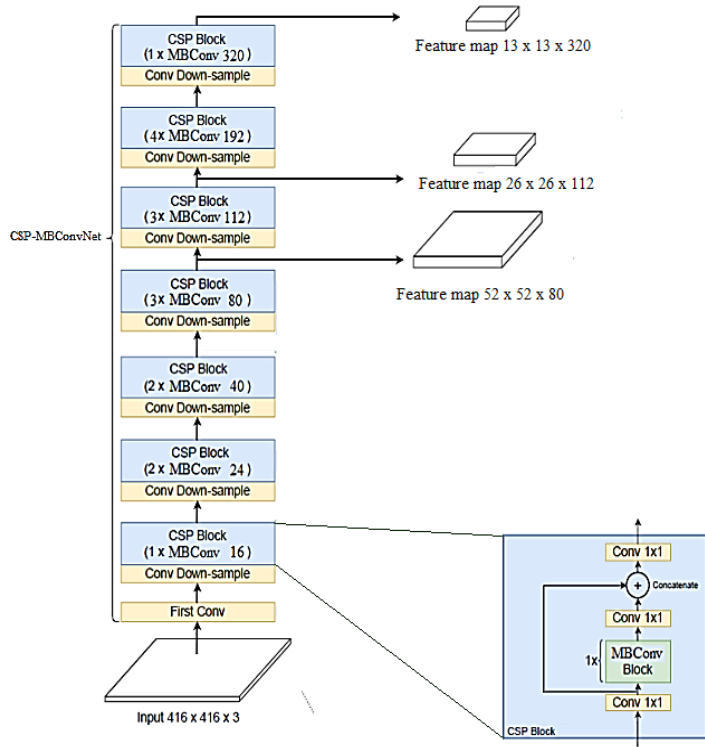 CSP Block
(1 x MBConv 320)
Conv Down-sample
Feature map 13 x 13 x 320
CSP Block
(4x MBConv 192)
Conv Down-sample
Feature map 26 x 26 x 112
CSP Block
(3x MBConv 112)
Conv Down-sample
CSP-MBConvNet
Feature map 52 x 52 x 80
CSP Block
(3x MBConv 80)
Conv Down-sample
CSP Block
(2 x MBConv 40)
Conv Down-sample
CSP Block
(2 x MBConv 24)
Conv Down-sample
CSP Block
(1x MBConv 16)
Conv Down-sample
First Conv
Input 416 x 416 x 3
Conv 1x1
+
Concatenate
Conv 1x1
1x
MBConv
Block
Conv 1x1
CSP Block